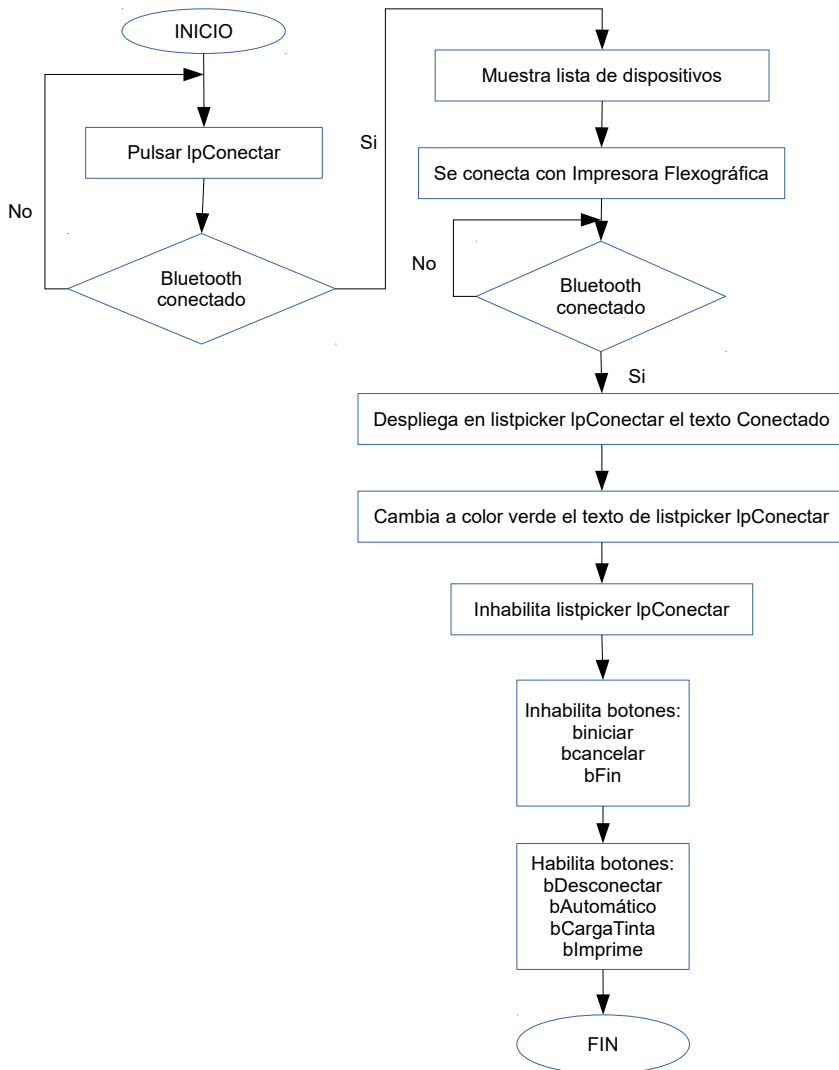 INICIO
Pulsar lpConectar
No
Bluetooth
conectado
Si
Muestra lista de dispositivos
Se conecta con Impresora Flexográfica
No
Bluetooth
conectado
Si
Despliega en listpicker lpConectar el texto Conectado
Cambia a color verde el texto de listpicker lpConectar
Inhabilita listpicker lpConectar
Inhabilita botones:
biniciar
bcancelar
bFin
Habilita botones:
bDesconectar
bAutomático
bCargaTinta
bImprime
FIN